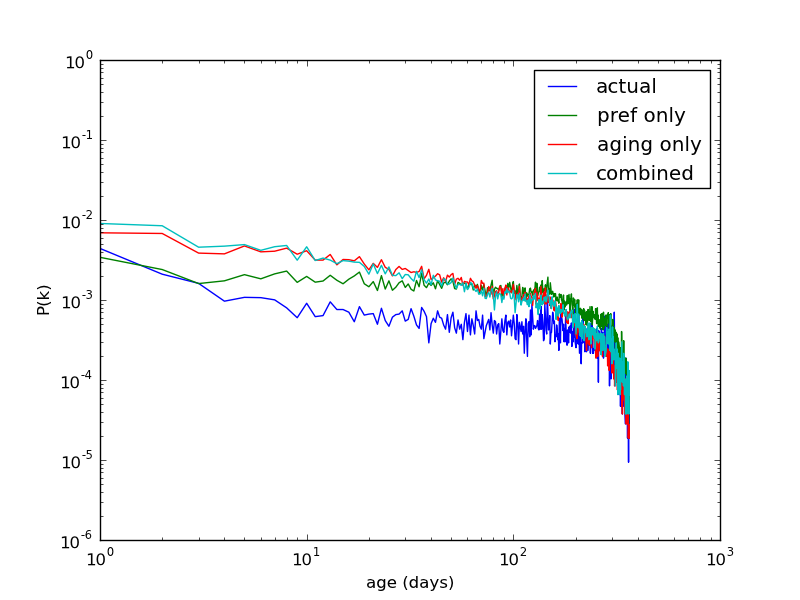 10^0
10^-1
10^-2
10^-3
10^-4
10^-5
10^-6
P(k)
actual
pref only
aging only
combined
10^0 10^1 10^2 10^3
age (days)